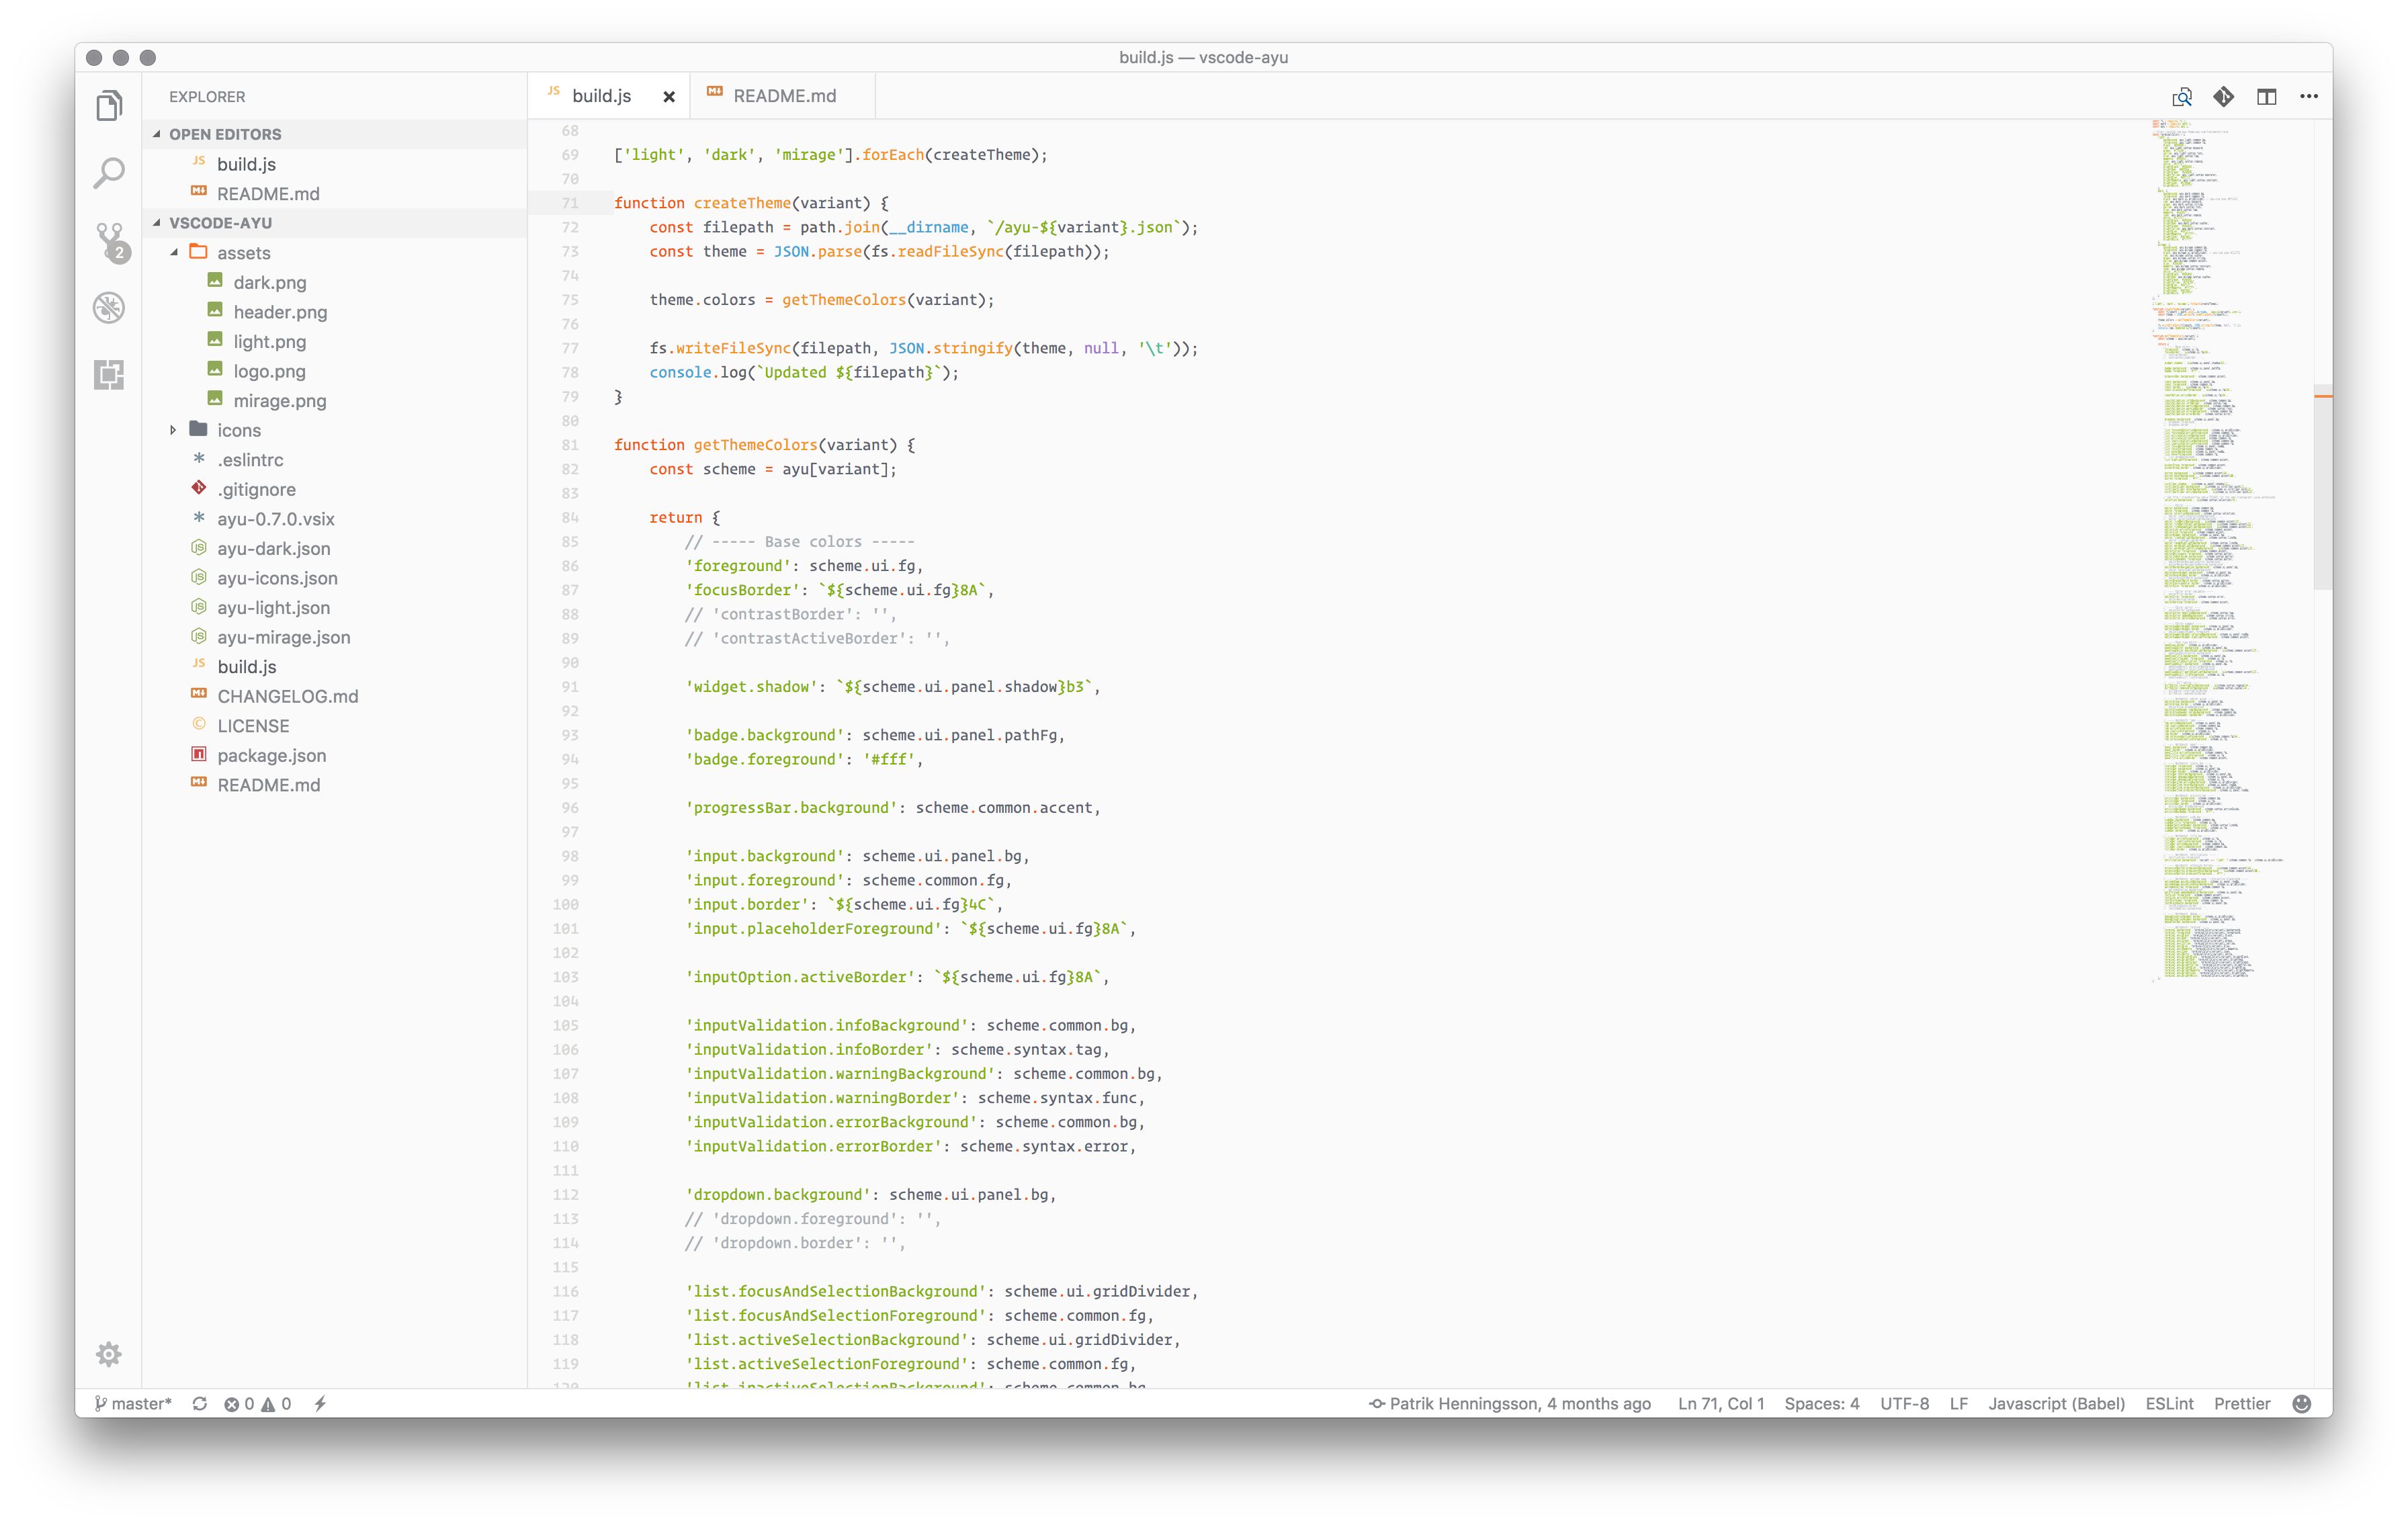 build.js — vscode-ayu
EXPLORER
OPEN EDITORS
JS build.js
M↓ README.md
VSCODE-AYU
assets
dark.png
header.png
light.png
logo.png
mirage.png
icons
.eslintrc
.gitignore
ayu-0.7.0.vsix
ayu-dark.json
ayu-icons.json
ayu-light.json
ayu-mirage.json
JS build.js
M↓ CHANGELOG.md
LICENSE
package.json
M↓ README.md
2
JS build.js
M↓ README.md
68
69 ['light', 'dark', 'mirage'].forEach(createTheme);
70
71 function createTheme(variant) {
72 const filepath = path.join(__dirname, `/ayu-${variant}.json`);
73 const theme = JSON.parse(fs.readFileSync(filepath));
74
75 theme.colors = getThemeColors(variant);
76
77 fs.writeFileSync(filepath, JSON.stringify(theme, null, '\t'));
78 console.log(`Updated ${filepath}`);
79 }
80
81 function getThemeColors(variant) {
82 const scheme = ayu[variant];
83
84 return {
85 // ----- Base colors -----
86 'foreground': scheme.ui.fg,
87 'focusBorder': `${scheme.ui.fg}8A`,
88 // 'contrastBorder': '',
89 // 'contrastActiveBorder': '',
90
91 'widget.shadow': `${scheme.ui.panel.shadow}b3`,
92
93 'badge.background': scheme.ui.panel.pathFg,
94 'badge.foreground': '#fff',
95
96 'progressBar.background': scheme.common.accent,
97
98 'input.background': scheme.ui.panel.bg,
99 'input.foreground': scheme.common.fg,
100 'input.border': `${scheme.ui.fg}4C`,
101 'input.placeholderForeground': `${scheme.ui.fg}8A`,
102
103 'inputOption.activeBorder': `${scheme.ui.fg}8A`,
104
105 'inputValidation.infoBackground': scheme.common.bg,
106 'inputValidation.infoBorder': scheme.syntax.tag,
107 'inputValidation.warningBackground': scheme.common.bg,
108 'inputValidation.warningBorder': scheme.syntax.func,
109 'inputValidation.errorBackground': scheme.common.bg,
110 'inputValidation.errorBorder': scheme.syntax.error,
111
112 'dropdown.background': scheme.ui.panel.bg,
113 // 'dropdown.foreground': '',
114 // 'dropdown.border': '',
115
116 'list.focusAndSelectionBackground': scheme.ui.gridDivider,
117 'list.focusAndSelectionForeground': scheme.common.fg,
118 'list.activeSelectionBackground': scheme.ui.gridDivider,
119 'list.activeSelectionForeground': scheme.common.fg,
120 'list.inactiveSelectionBackground': scheme.common.bg,
master* 0 0
Patrik Henningsson, 4 months ago Ln 71, Col 1 Spaces: 4 UTF-8 LF Javascript (Babel) ESLint Prettier